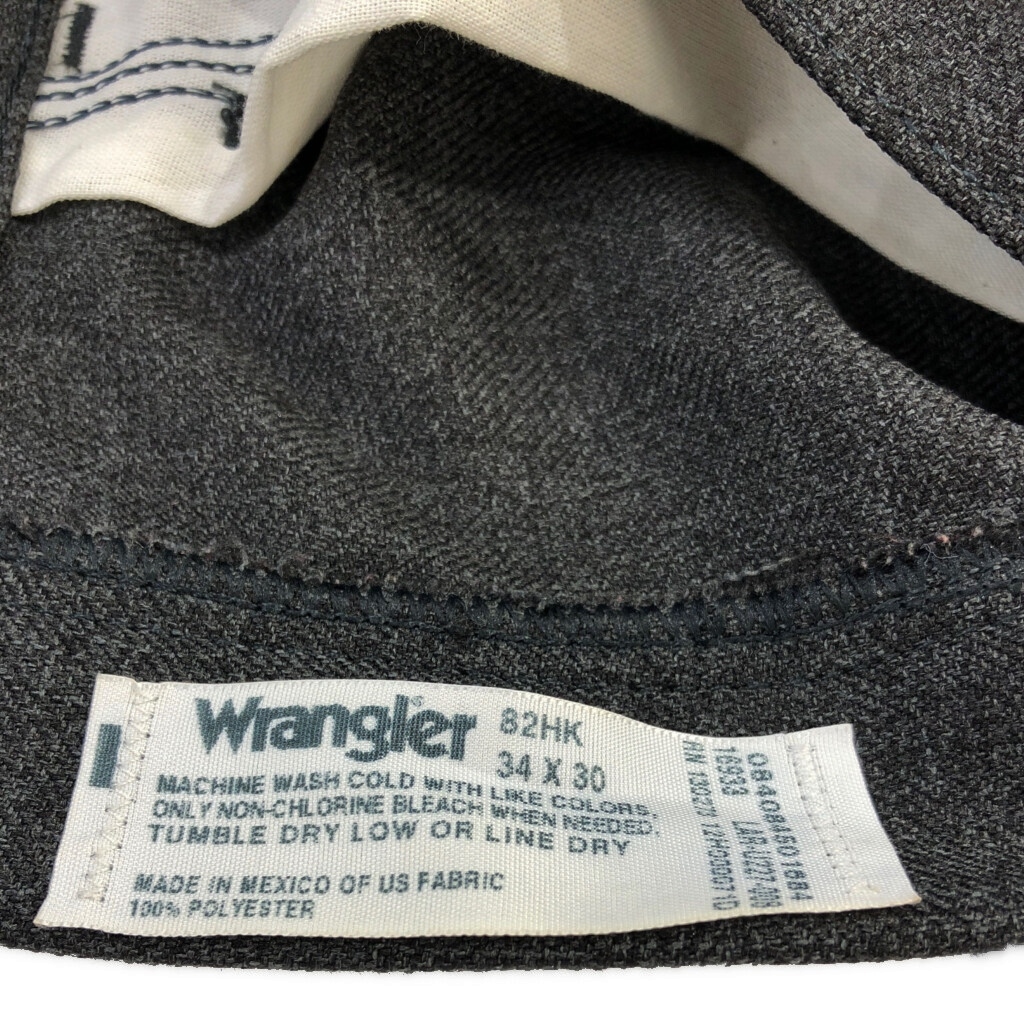 Wrangler®
82HK
34 X 30
MACHINE WASH COLD WITH LIKE COLORS,
ONLY NON-CHLORINE BLEACH WHEN NEEDED.
TUMBLE DRY LOW OR LINE DRY
MADE IN MEXICO OF US FABRIC
100% POLYESTER
16933